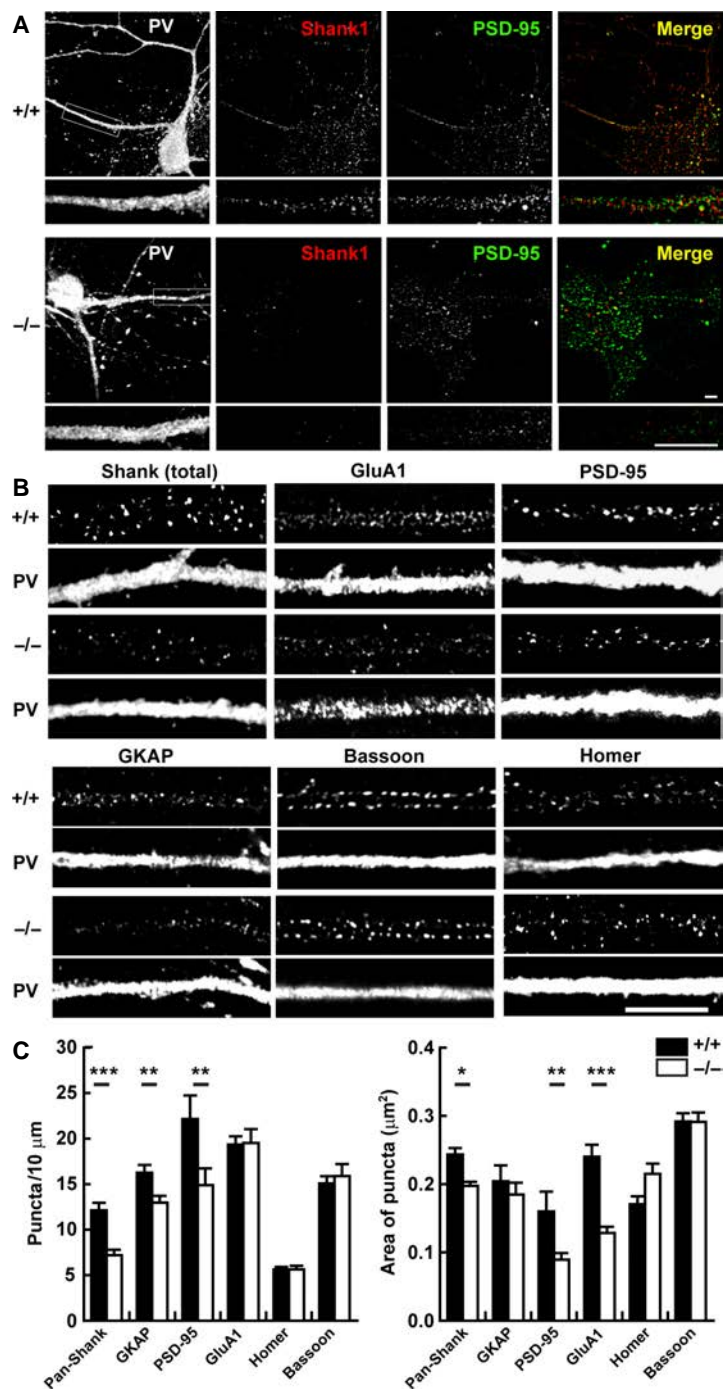 A
PV Shank1 PSD-95 Merge
+/+
PV Shank1 PSD-95 Merge
–/–
B
Shank (total) GluA1 PSD-95
+/+
PV
–/–
PV
GKAP Bassoon Homer
+/+
PV
–/–
PV
C
30
25
20
15
10
5
0
Puncta/10 μm
*** ** **
Pan-Shank GKAP PSD-95 GluA1 Homer Bassoon
+/+
–/–
0.4
0.3
0.2
0.1
0.0
Area of puncta (μm²)
* ** ***
Pan-Shank GKAP PSD-95 GluA1 Homer Bassoon